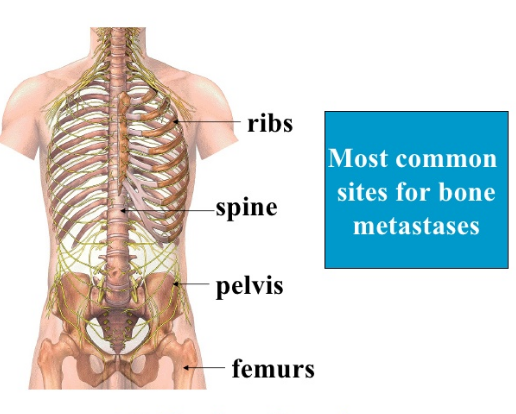 ribs
Most common
sites for bone
metastases
spine
pelvis
femurs